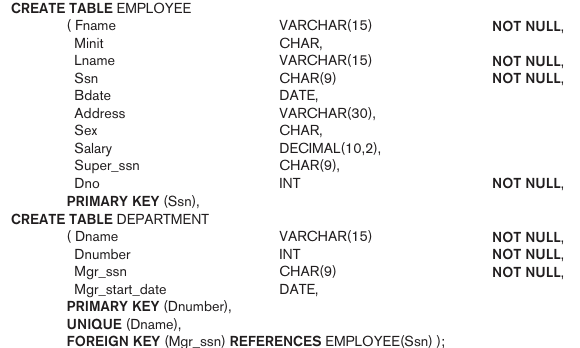 CREATE TABLE EMPLOYEE
( Fname VARCHAR(15) NOT NULL,
Minit CHAR,
Lname VARCHAR(15) NOT NULL,
Ssn CHAR(9) NOT NULL,
Bdate DATE,
Address VARCHAR(30),
Sex CHAR,
Salary DECIMAL(10,2),
Super_ssn CHAR(9),
Dno INT NOT NULL,
PRIMARY KEY (Ssn),
CREATE TABLE DEPARTMENT
( Dname VARCHAR(15) NOT NULL,
Dnumber INT NOT NULL,
Mgr_ssn CHAR(9) NOT NULL,
Mgr_start_date DATE,
PRIMARY KEY (Dnumber),
UNIQUE (Dname),
FOREIGN KEY (Mgr_ssn) REFERENCES EMPLOYEE(Ssn) );